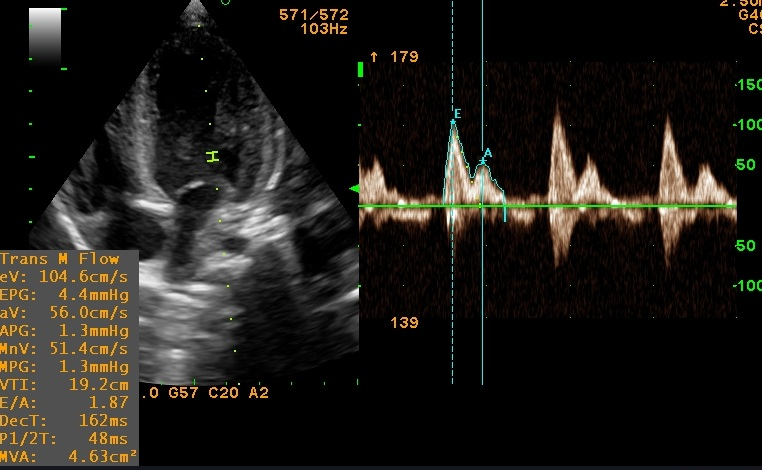 571/572
103Hz
↑ 179
G4
150
100
50
50
100
139
E
A
Trans M Flow
eV: 104.6cm/s
EPG: 4.4mmHg
aV: 56.0cm/s
APG: 1.3mmHg
MnV: 51.4cm/s
MPG: 1.3mmHg
VTI: 19.2cm
E/A: 1.87
DecT: 162ms
P1/2T: 48ms
MVA: 4.63cm²
.0 G57 C20 A2